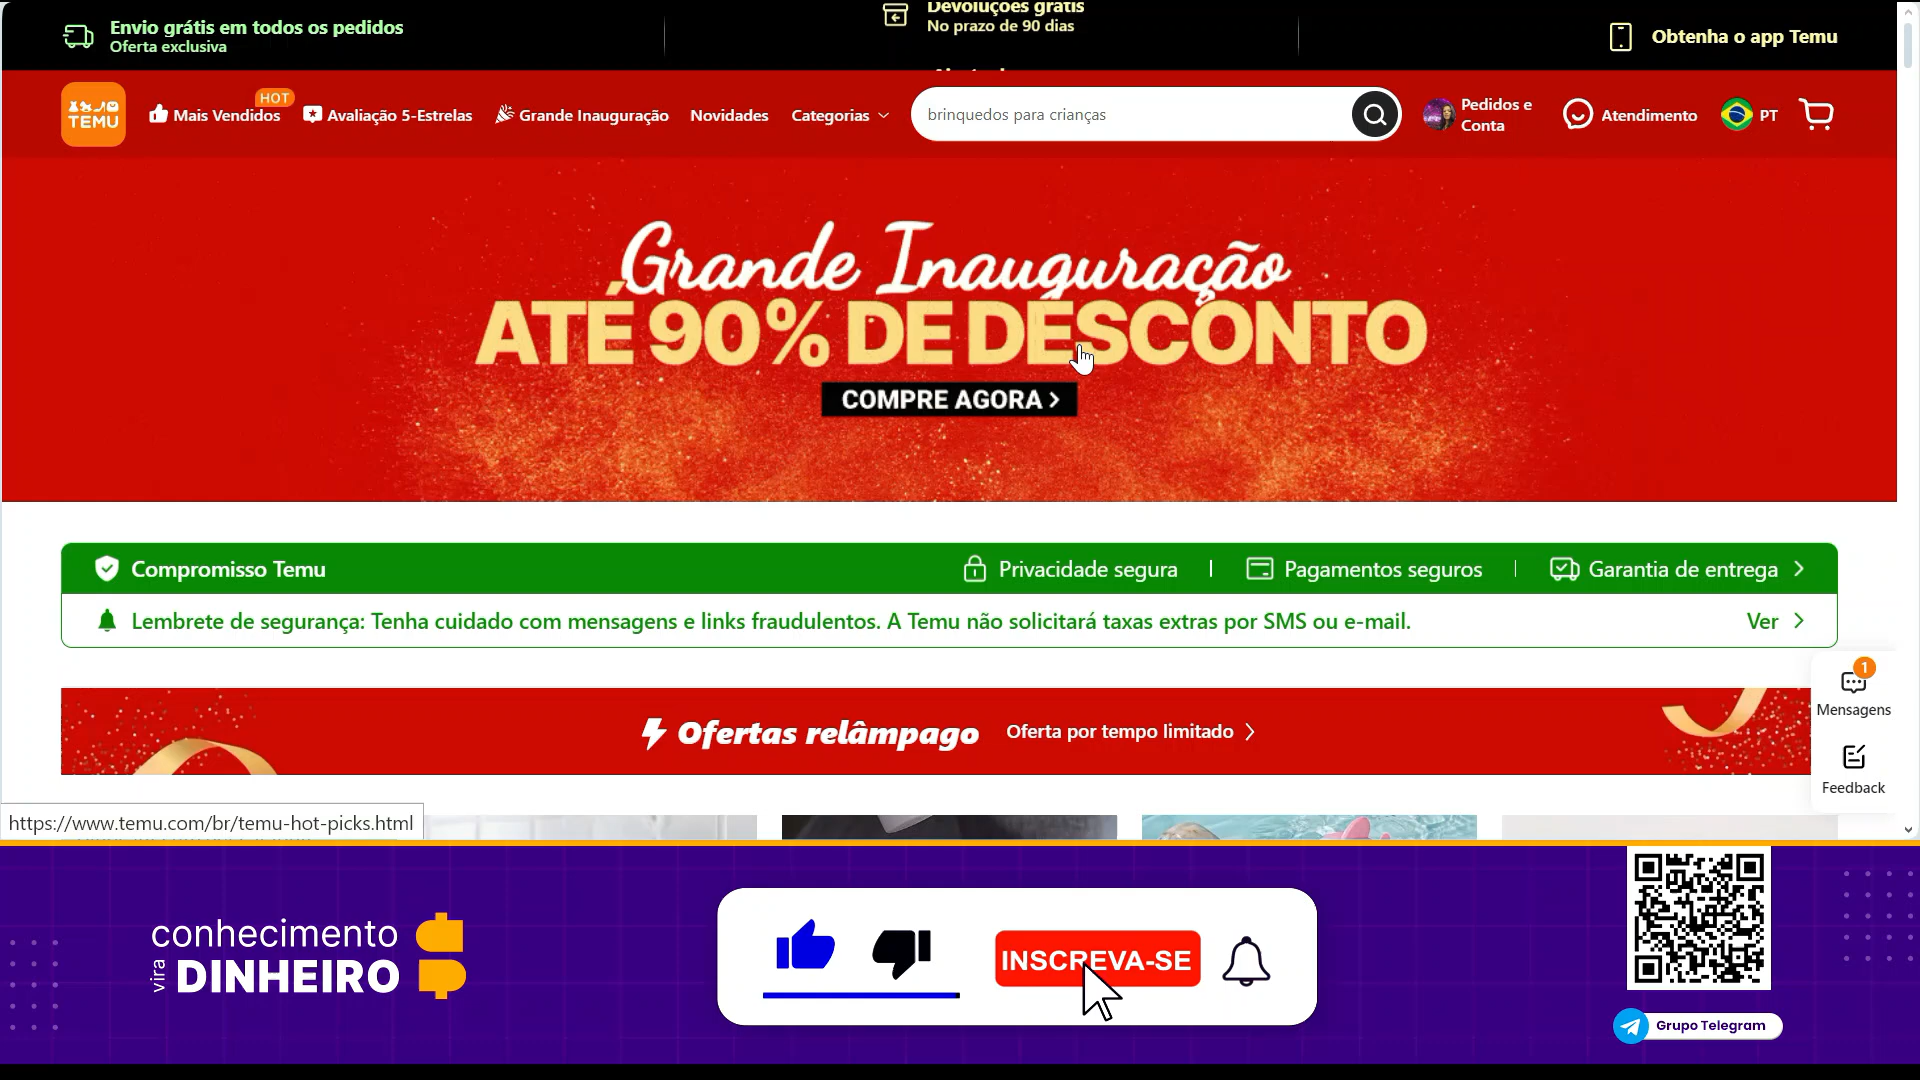 Envio grátis em todos os pedidos
Oferta exclusiva
Devoluções grátis
No prazo de 90 dias
Obtenha o app Temu
TEMU
Mais Vendidos
HOT
Avaliação 5-Estrelas
Grande Inauguração
Novidades
Categorias
brinquedos para crianças
Pedidos e
Conta
Atendimento
PT
Grande Inauguração
ATÉ 90% DE DESCONTO
COMPRE AGORA >
Compromisso Temu
Privacidade segura
Pagamentos seguros
Garantia de entrega
Lembrete de segurança: Tenha cuidado com mensagens e links fraudulentos. A Temu não solicitará taxas extras por SMS ou e-mail.
Ver
1
Mensagens
Ofertas relâmpago
Oferta por tempo limitado
Feedback
https://www.temu.com/br/temu-hot-picks.html
conhecimento
vira
DINHEIRO
INSCREVA-SE
Grupo Telegram